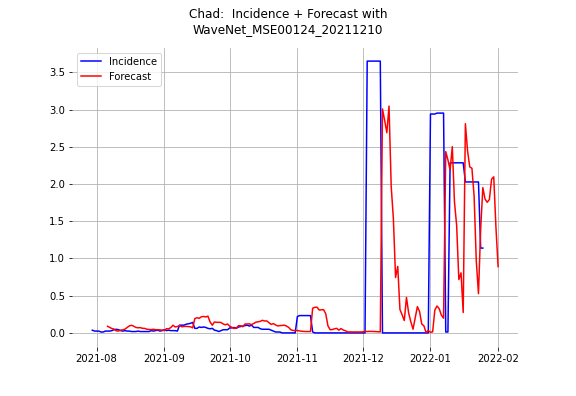 Chad:  Incidence + Forecast with
WaveNet_MSE00124_20211210
Incidence
Forecast
3.5
3.0
2.5
2.0
1.5
1.0
0.5
0.0
2021-08 2021-09 2021-10 2021-11 2021-12 2022-01 2022-02